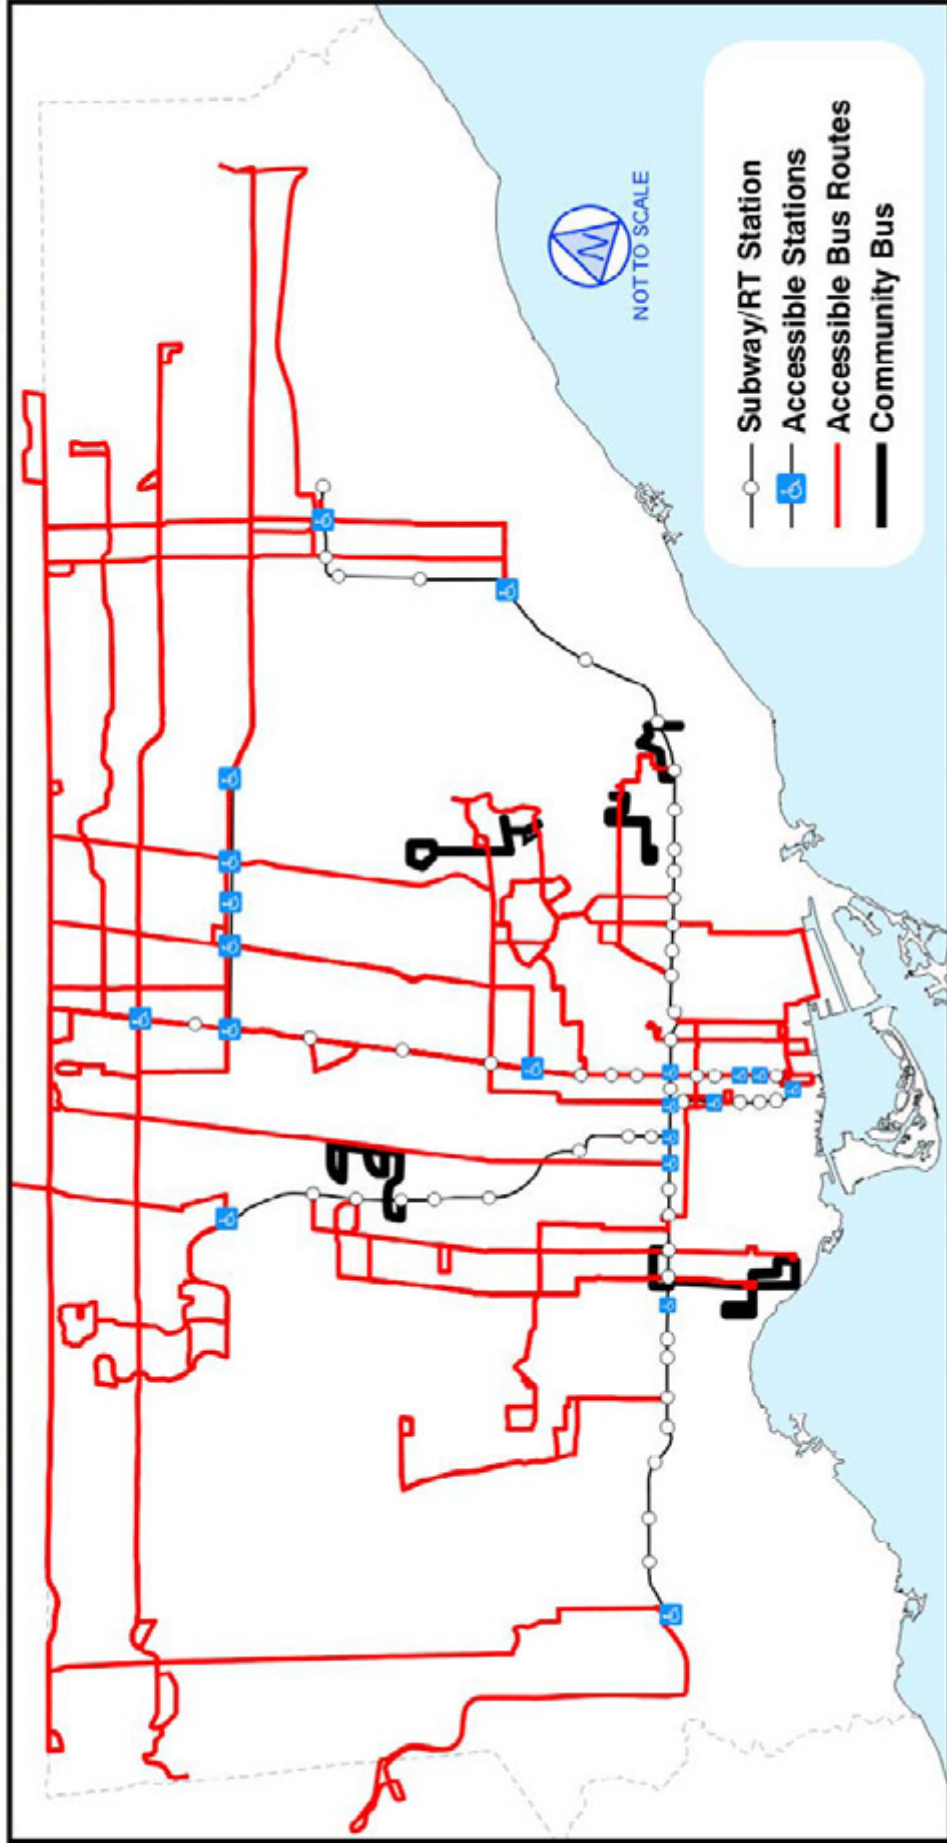 N
NOT TO SCALE
Subway/RT Station
Accessible Stations
Accessible Bus Routes
Community Bus